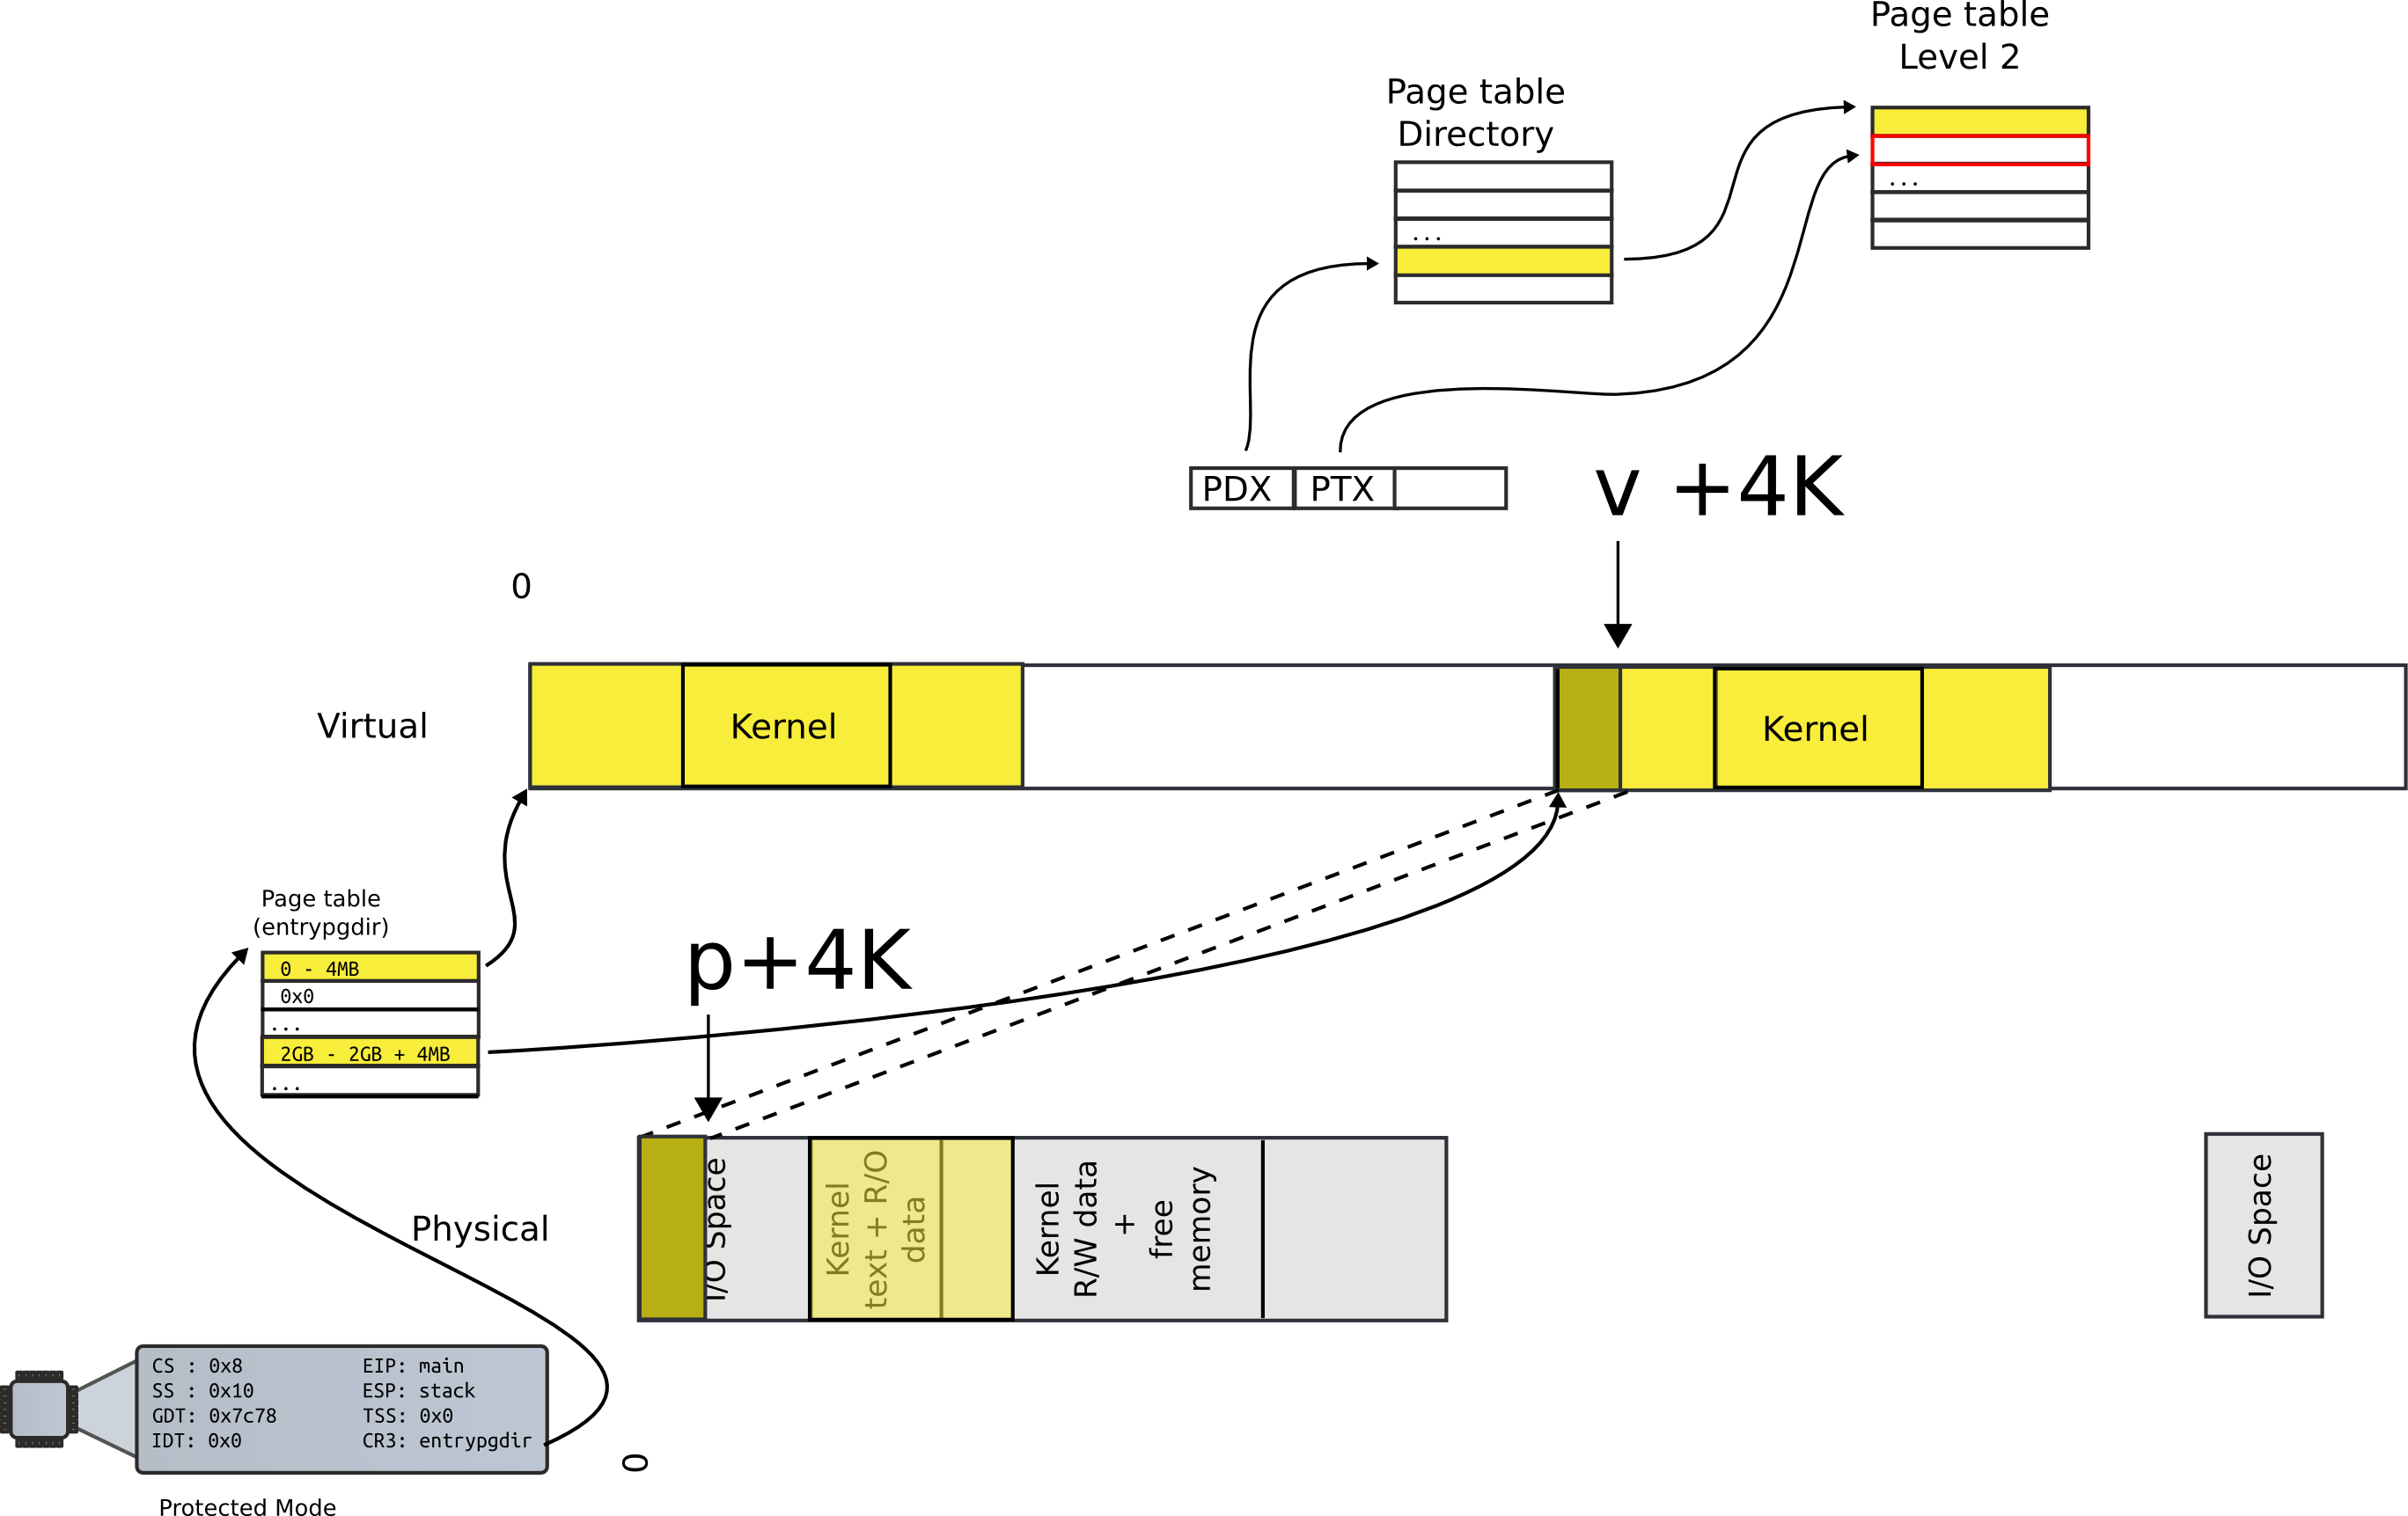 Page table
Level 2
...
Page table
Directory
...
PDX PTX
v +4K
0
Virtual
Kernel
Kernel
Page table
(entrypgdir)
0 - 4MB
0x0
...
2GB - 2GB + 4MB
...
p+4K
Physical
I/O Space
Kernel
text + R/O
data
Kernel
R/W data
+
free
memory
I/O Space
CS : 0x8 EIP: main
SS : 0x10 ESP: stack
GDT: 0x7c78 TSS: 0x0
IDT: 0x0 CR3: entrypgdir
0
Protected Mode